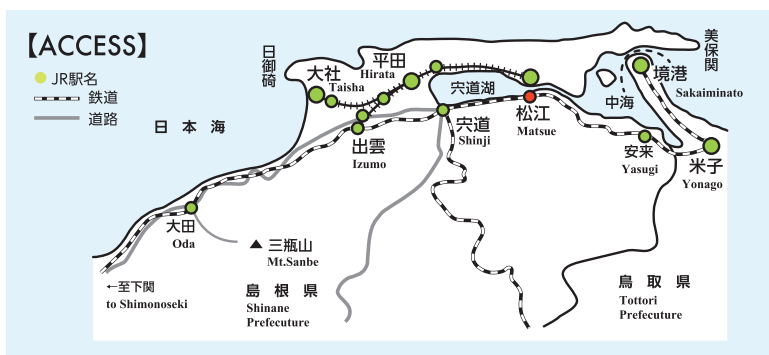 【ACCESS】
JR駅名
鉄道
道路
日本海
日御碕
大社
Taisha
平田
Hirata
宍道湖
美保関
境港
Sakaiminato
中海
松江
Matsue
宍道
Shinji
出雲
Izumo
安来
Yasugi
米子
Yonago
大田
Oda
▲三瓶山
Mt.Sanbe
←至下関
to Shimonoseki
島根県
Shinane
Prefecuture
鳥取県
Tottori
Prefecuture